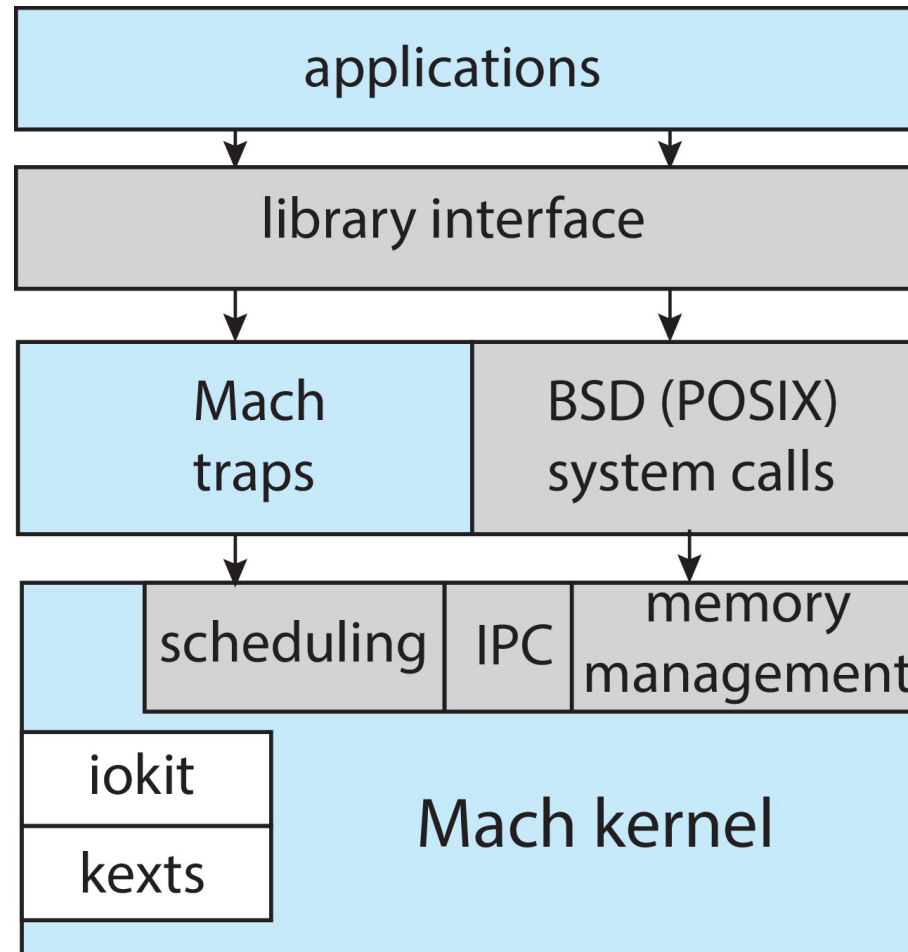 applications
library interface
Mach
traps
BSD (POSIX)
system calls
scheduling
IPC
memory
management
iokit
kexts
Mach kernel